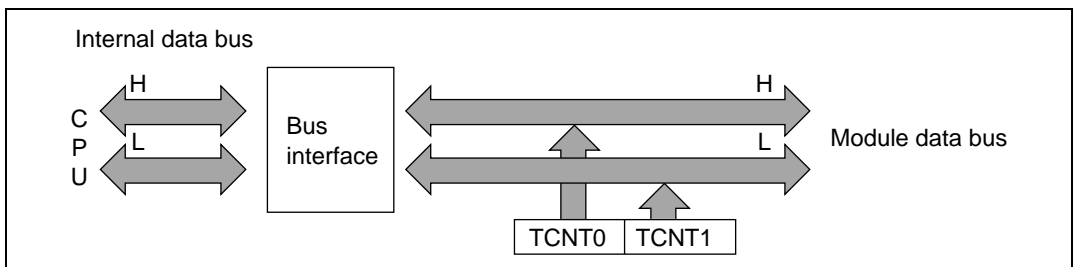 Internal data bus
H
H
C
P
U
L
Bus
interface
L
Module data bus
TCNT0
TCNT1